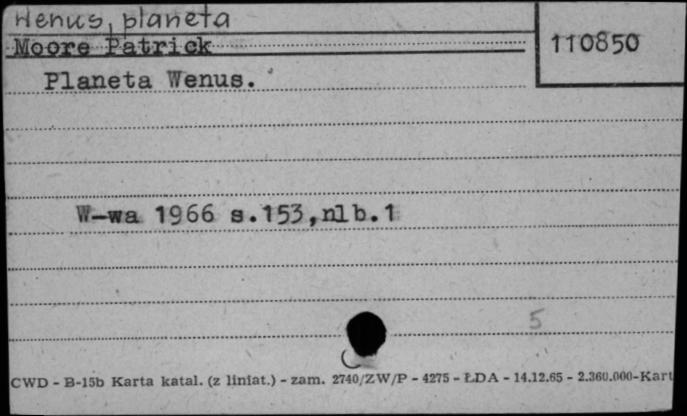 Wenus, planeta
Moore Patrick
110850
Planeta Wenus.
W-wa 1966 s.153,nlb.1
5
CWD - B-15b Karta katal. (z liniat.) - zam. 2740/ZW/P - 4275 - ŁDA - 14.12.65 - 2.360.000-Kart